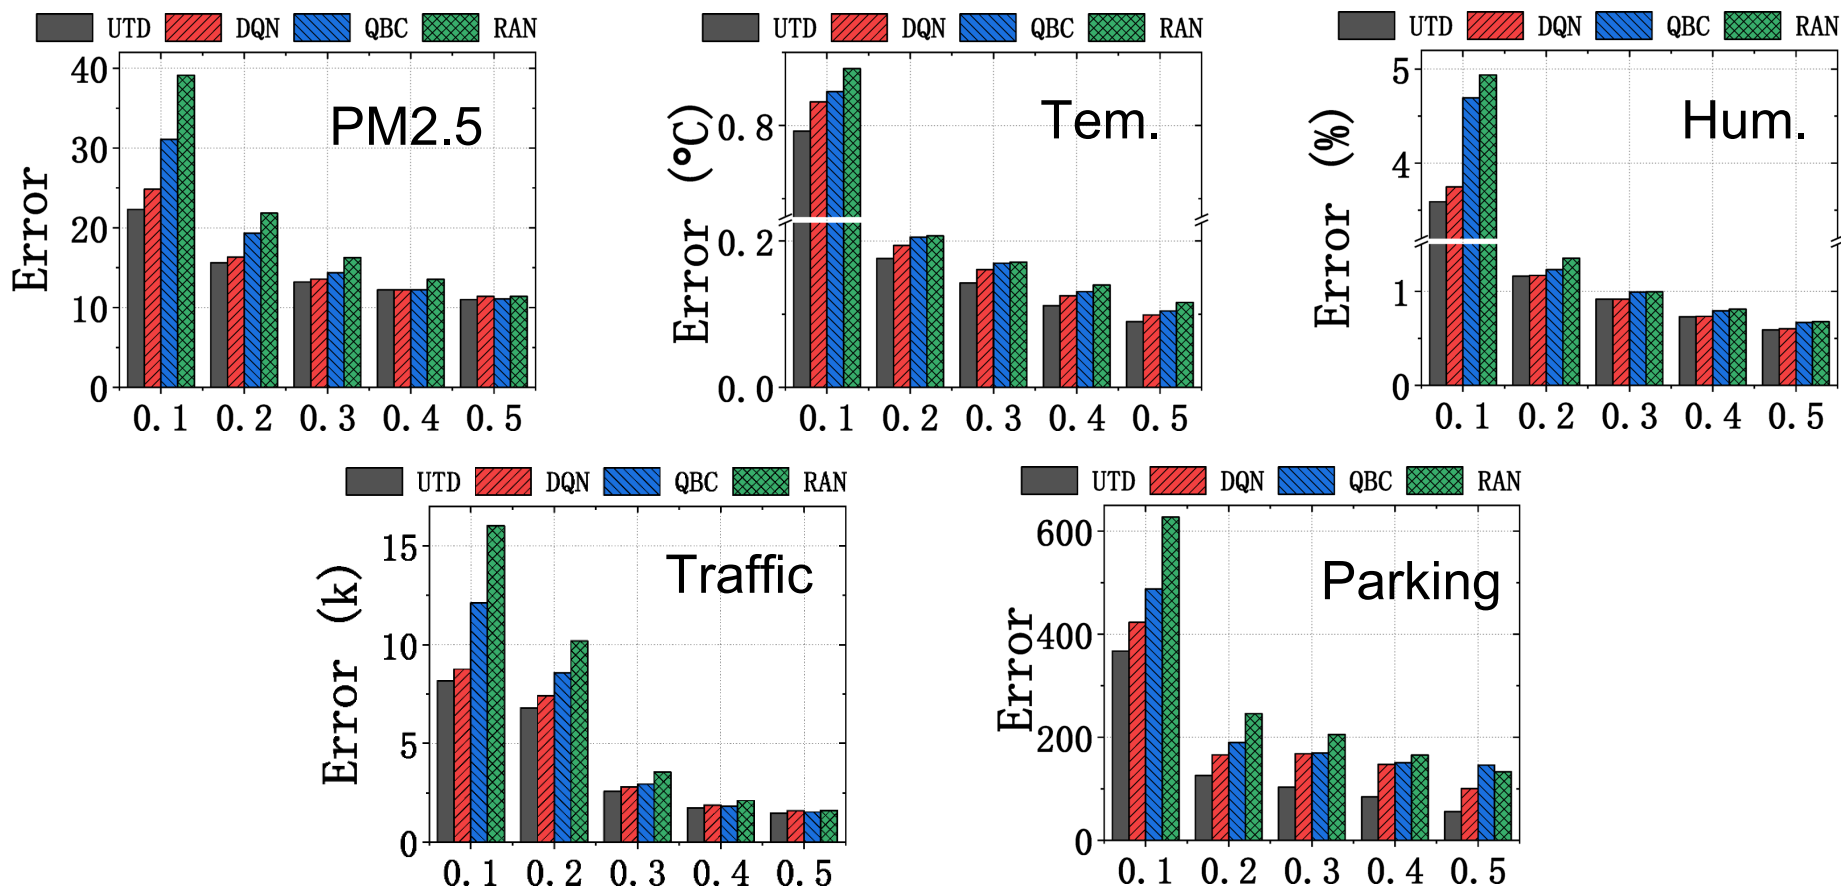 UTD DQN QBC RAN
PM2.5
Error
40
30
20
10
0
0.1 0.2 0.3 0.4 0.5
UTD DQN QBC RAN
Tem.
Error (°C)
0.8
0.2
0.0
0.1 0.2 0.3 0.4 0.5
UTD DQN QBC RAN
Hum.
Error (%)
5
4
1
0
0.1 0.2 0.3 0.4 0.5
UTD DQN QBC RAN
Traffic
Error (k)
15
10
5
0
0.1 0.2 0.3 0.4 0.5
UTD DQN QBC RAN
Parking
Error
600
400
200
0
0.1 0.2 0.3 0.4 0.5